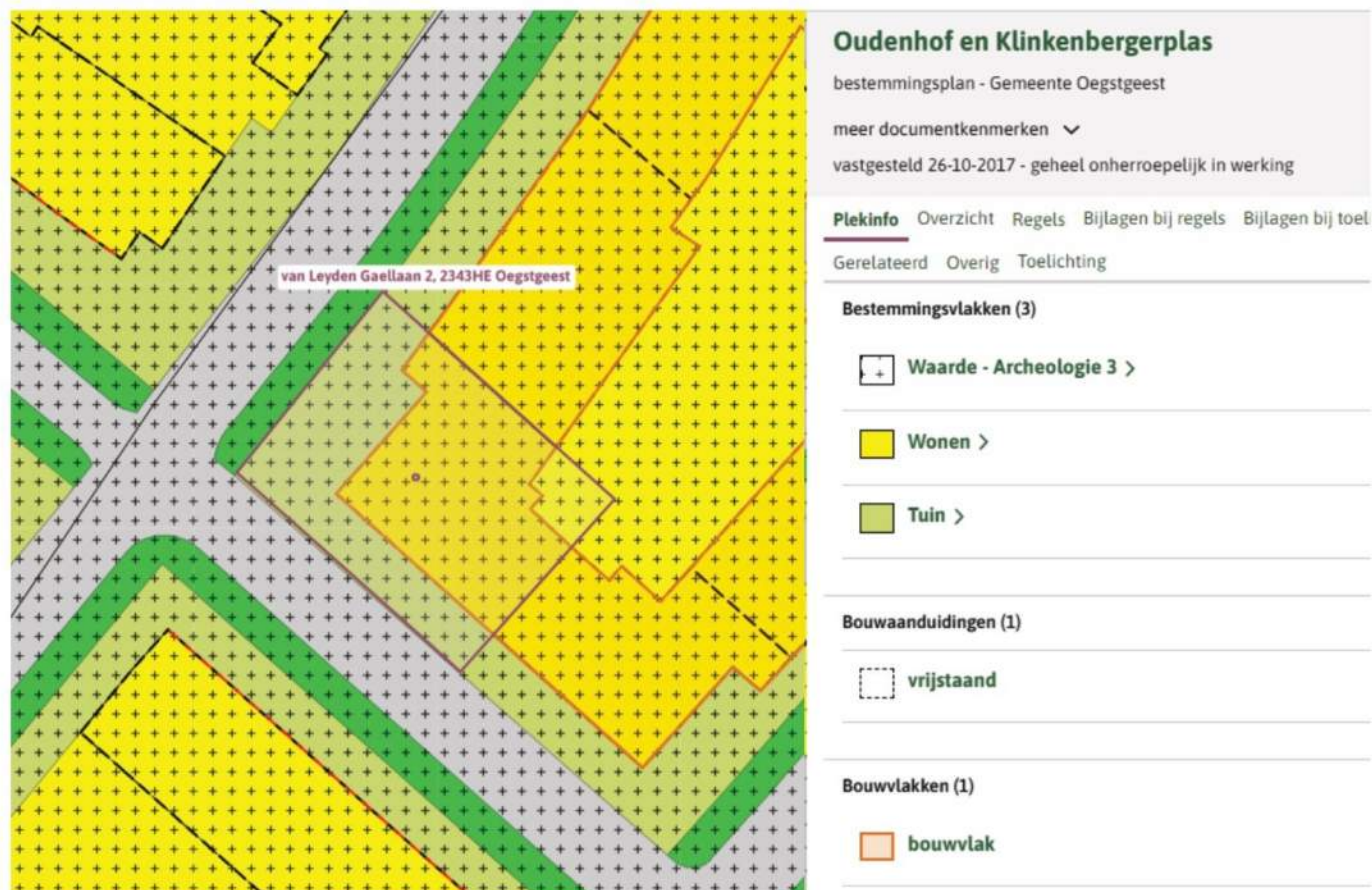 van Leyden Gaellaan 2, 2343HE Oegstgeest
Oudenhof en Klinkenbergerplas
bestemmingsplan - Gemeente Oegstgeest
meer documentkenmerken
vastgesteld 26-10-2017 - geheel onherroepelijk in werking
Plekinfo Overzicht Regels Bijlagen bij regels Bijlagen bij toel
Gerelateerd Overig Toelichting
Bestemmingsvlakken (3)
Waarde - Archeologie 3 >
Wonen >
Tuin >
Bouwaanduidingen (1)
vrijstaand
Bouwvlakken (1)
bouwvlak